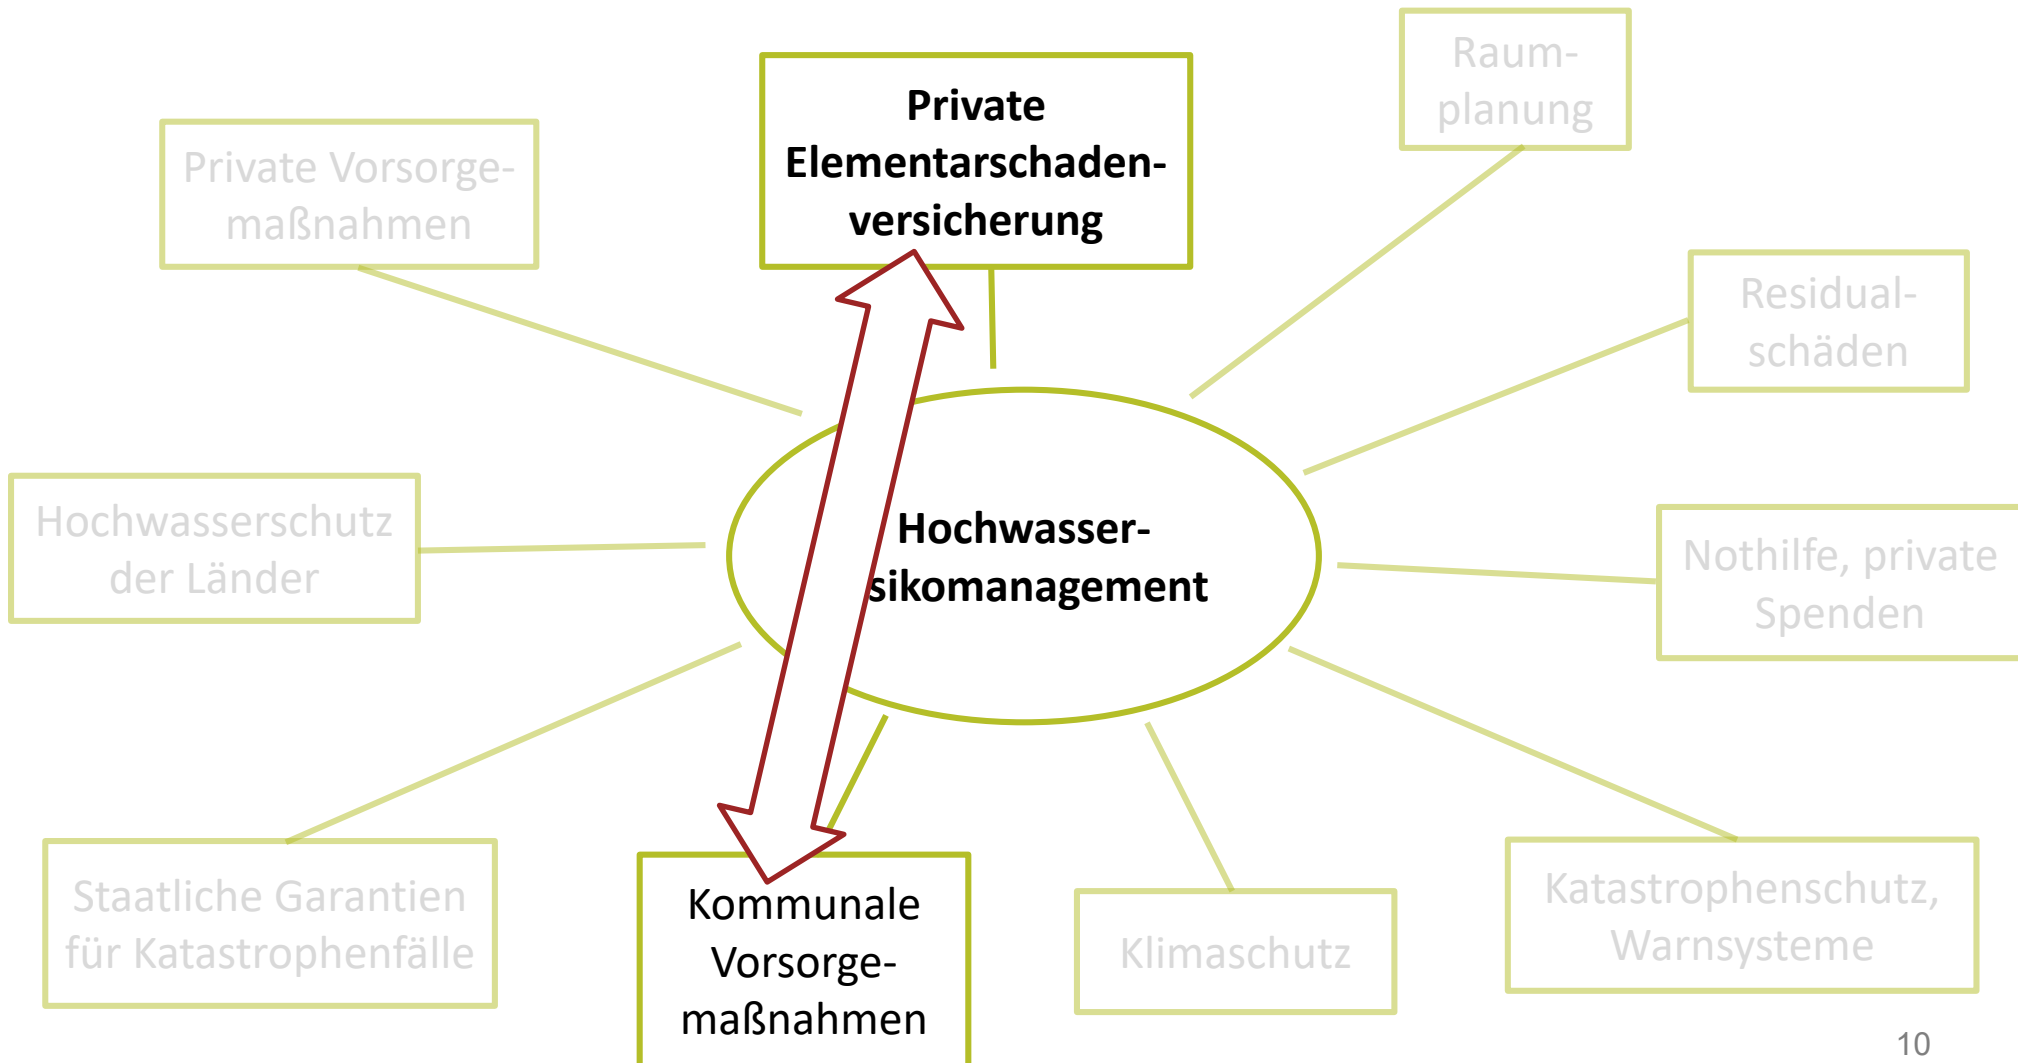 Private
Elementarschaden-
versicherung
Raum-
planung
Private Vorsorge-
maßnahmen
Residual-
schäden
Hochwasserschutz
der Länder
Hochwasser-
sikomanagement
Nothilfe, private
Spenden
Staatliche Garantien
für Katastrophenfälle
Kommunale
Vorsorge-
maßnahmen
Klimaschutz
Katastrophenschutz,
Warnsysteme
10